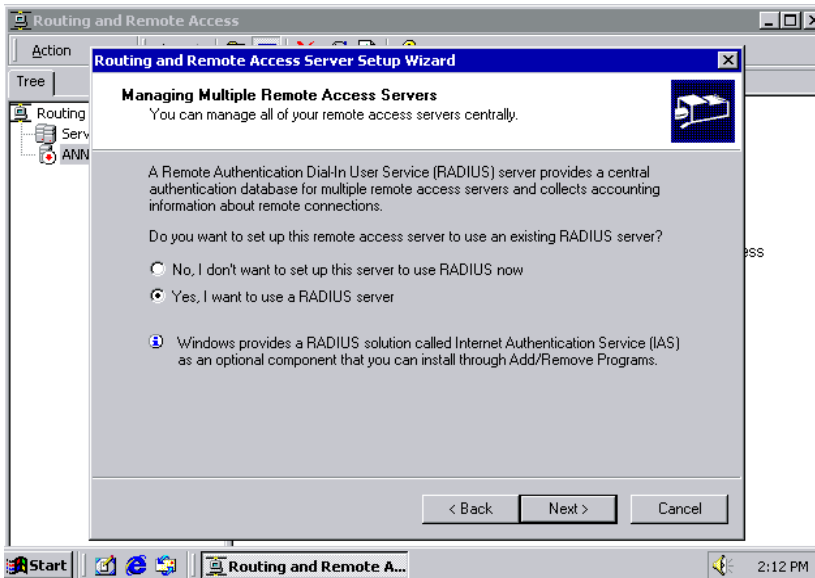 Routing and Remote Access
Action
Tree
Routing
Serv
ANN
Routing and Remote Access Server Setup Wizard
Managing Multiple Remote Access Servers
You can manage all of your remote access servers centrally.
A Remote Authentication Dial-In User Service (RADIUS) server provides a central
authentication database for multiple remote access servers and collects accounting
information about remote connections.
Do you want to set up this remote access server to use an existing RADIUS server?
No, I don't want to set up this server to use RADIUS now
Yes, I want to use a RADIUS server
Windows provides a RADIUS solution called Internet Authentication Service (IAS)
as an optional component that you can install through Add/Remove Programs.
ess
< Back
Next >
Cancel
Start
Routing and Remote A...
2:12 PM